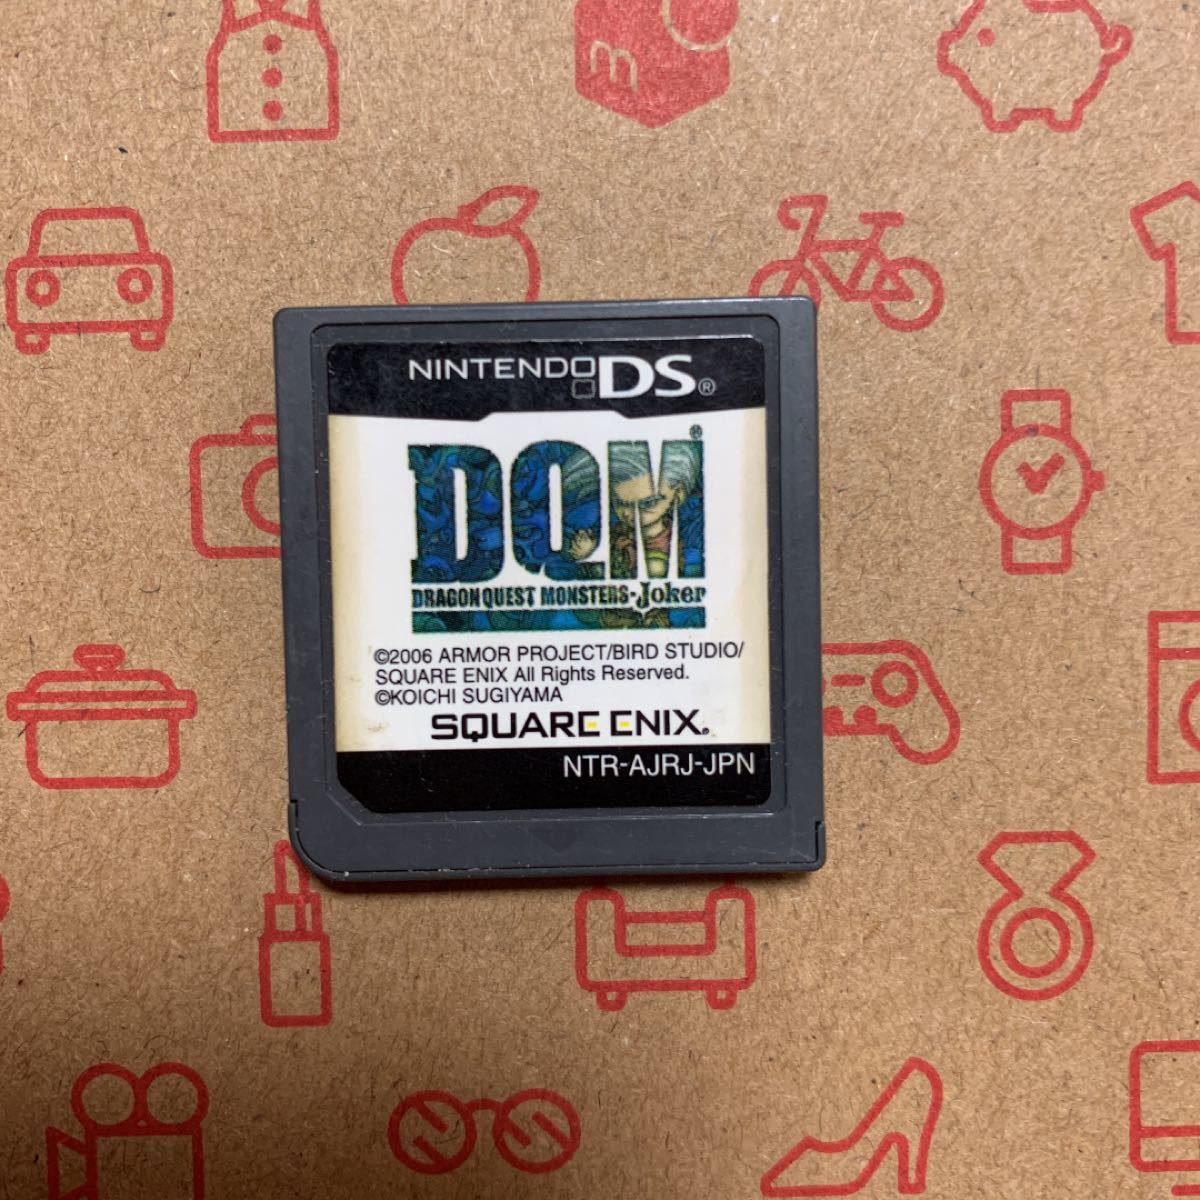 NINTENDO DS®
DQM®
DRAGON QUEST MONSTERS-Joker
©2006 ARMOR PROJECT/BIRD STUDIO/
SQUARE ENIX All Rights Reserved.
©KOICHI SUGIYAMA
SQUARE ENIX®
NTR-AJRJ-JPN